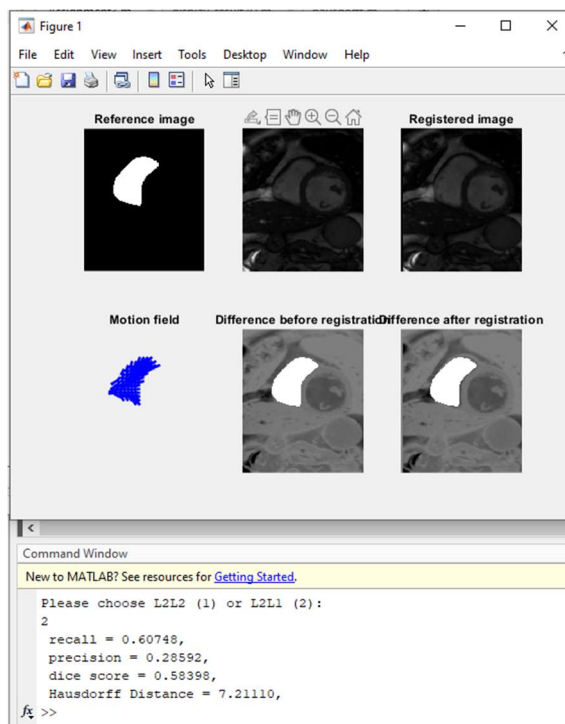 Figure 1
File Edit View Insert Tools Desktop Window Help
Reference image
Registered image
Motion field
Difference before registration
Difference after registration
Command Window
New to MATLAB? See resources for Getting Started.
Please choose L2L2 (1) or L2L1 (2):
2
recall = 0.60748,
precision = 0.28592,
dice score = 0.58398,
Hausdorff Distance = 7.21110,
fx >>